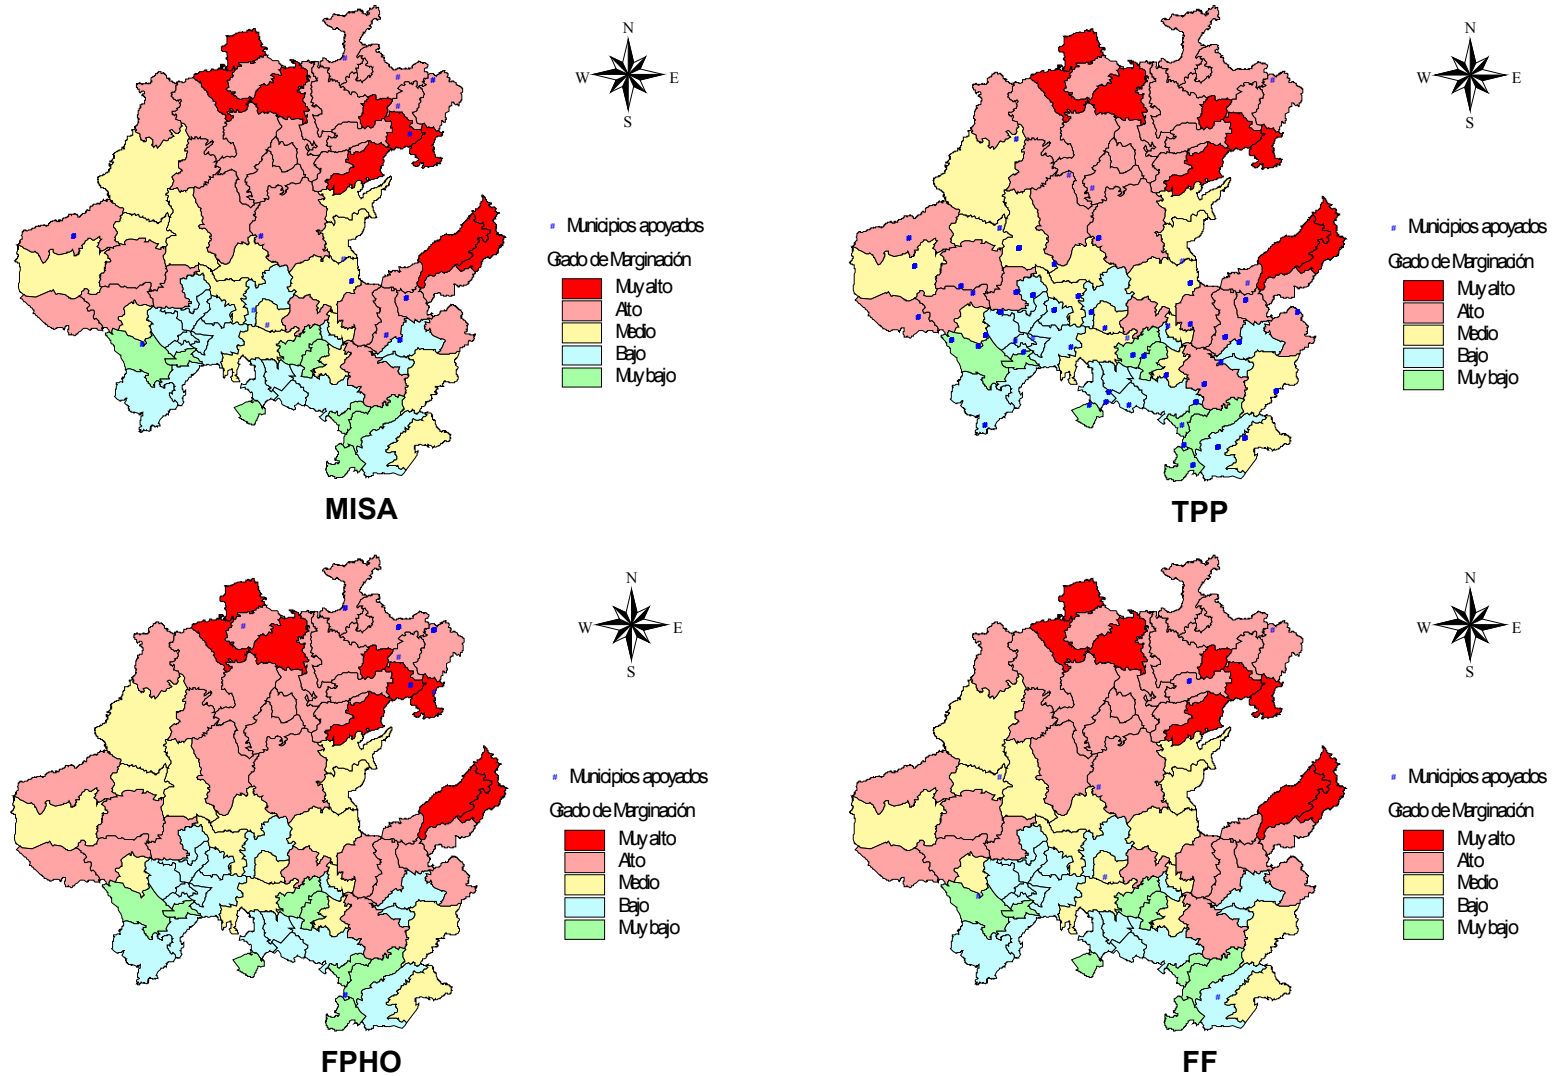 N
W E
S
# Municipios apoyados
Grado de Marginación
Muy alto
Alto
Medio
Bajo
Muy bajo
MISA
N
W E
S
# Municipios apoyados
Grado de Marginación
Muy alto
Alto
Medio
Bajo
Muy bajo
TPP
N
W E
S
# Municipios apoyados
Grado de Marginación
Muy alto
Alto
Medio
Bajo
Muy bajo
FPHO
N
W E
S
# Municipios apoyados
Grado de Marginación
Muy alto
Alto
Medio
Bajo
Muy bajo
FF